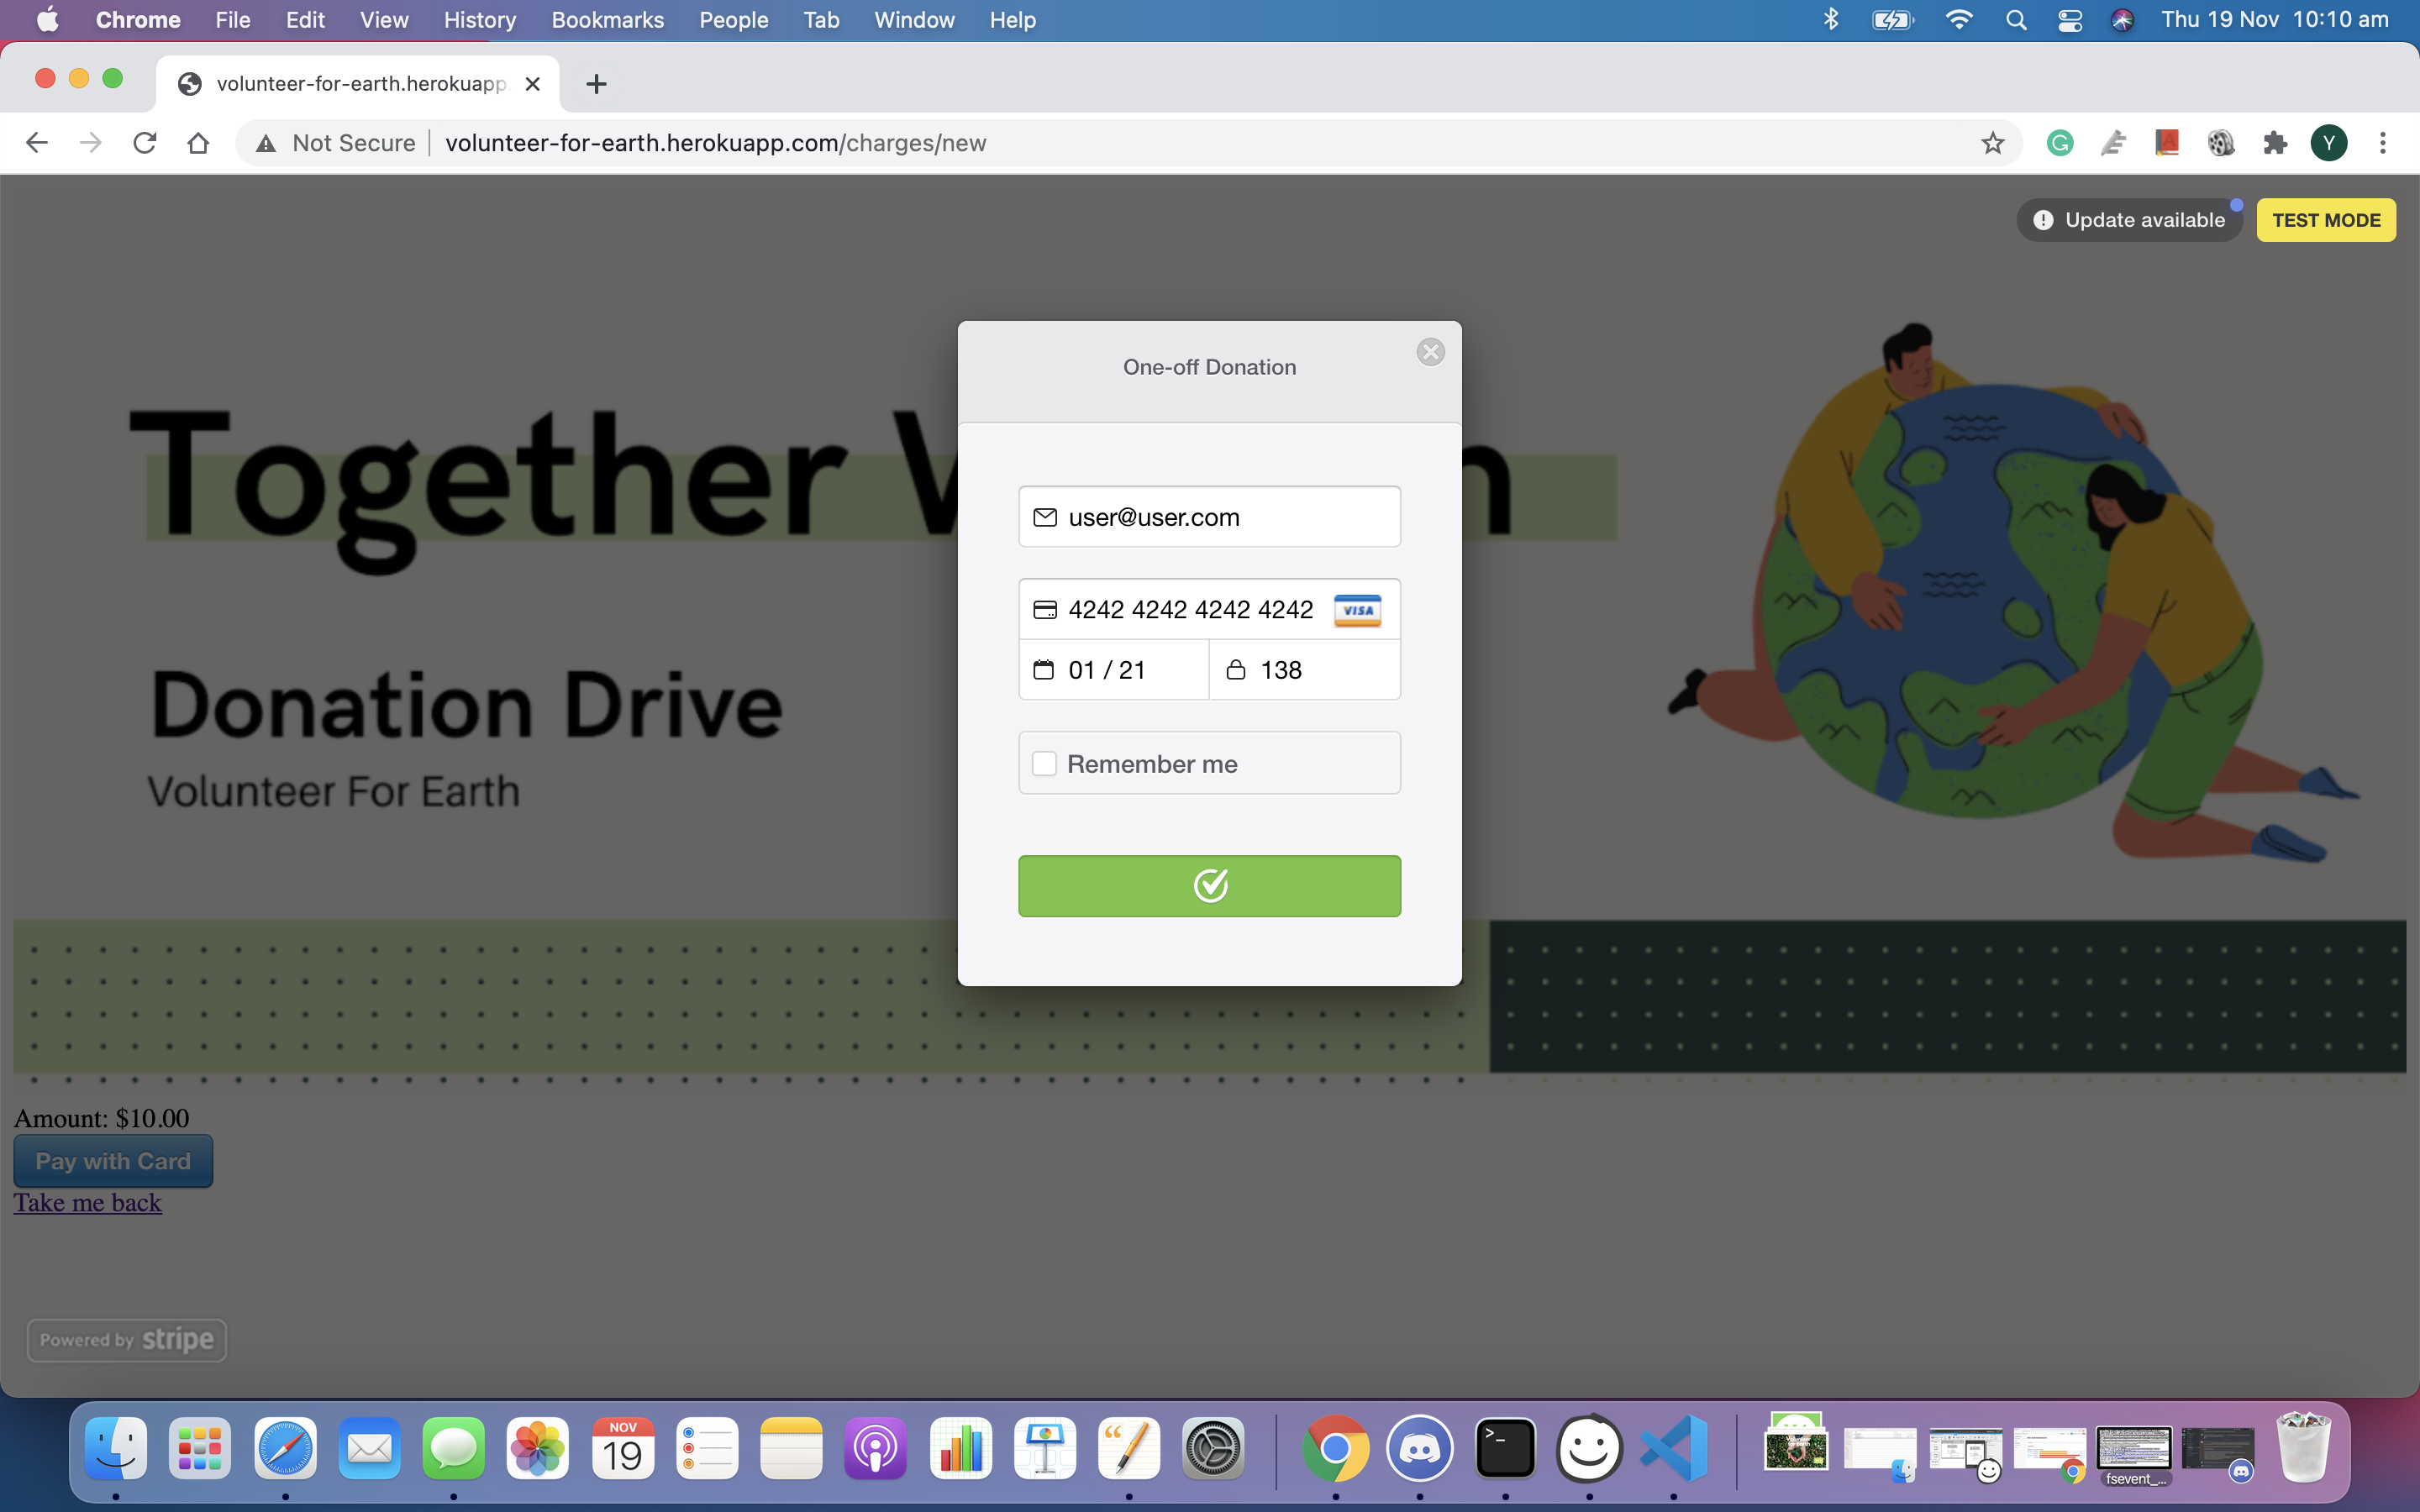 Chrome File Edit View History Bookmarks People Tab Window Help Thu 19 Nov 10:10 am
volunteer-for-earth.herokuapp.
Not Secure volunteer-for-earth.herokuapp.com/charges/new Y
Update available TEST MODE
One-off Donation
Together
user@user.com
4242 4242 4242 4242 VISA
01 / 21 138
Donation Drive
Remember me
Volunteer For Earth
Amount: $10.00
Pay with Card
Take me back
Powered by stripe
NOV
19
fsevent_...